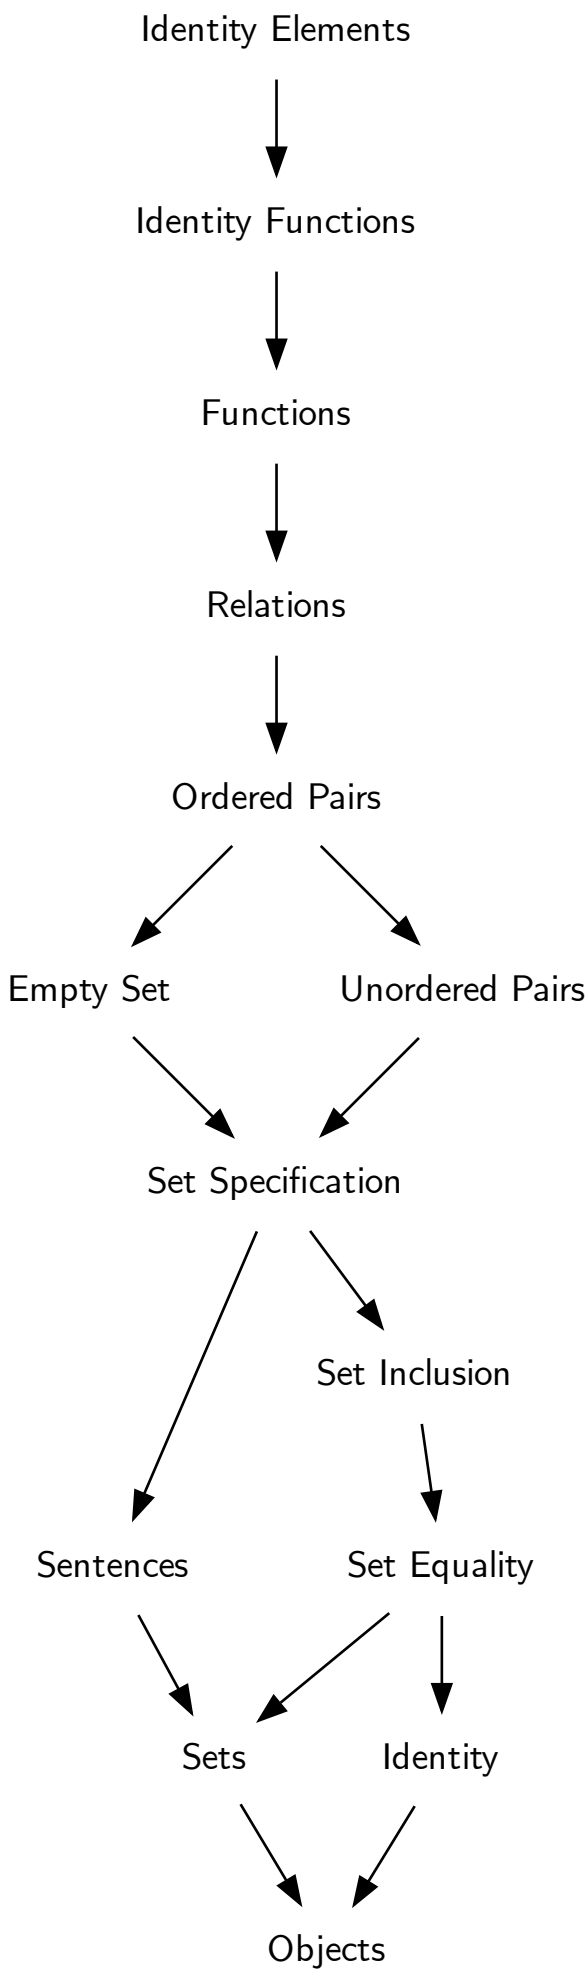 Identity Elements
Identity Functions
Functions
Relations
Ordered Pairs
Empty Set
Unordered Pairs
Set Specification
Set Inclusion
Sentences
Set Equality
Sets
Identity
Objects